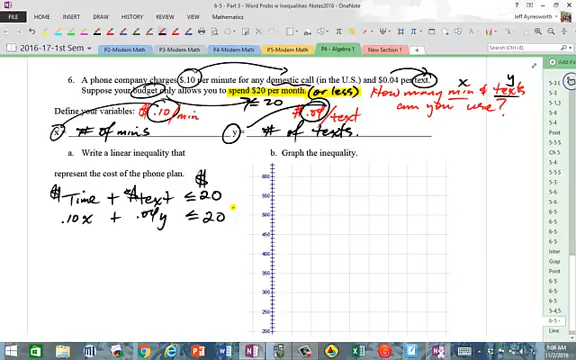 6-5 - Part 3 - Word Probs w Inequalities-Notes2016 - OneNote
Jeff Aynesworth
FILE HOME INSERT DRAW HISTORY REVIEW VIEW Mathematics
2016-17-1st Sem P2-Modern Math P3-Modern Math P5-Modern Math P6 - Algebra 1 New Section 1
6. A phone company charges $.10 per minute for any domestic call (in the U.S.) and $0.04 per text.
Suppose your budget only allows you to spend $20 per month. (or less)
≤ 20
x y
How many min & texts
can you use?
Define your variables: $.10/min $.04/text
x = # of mins y = # of texts.
a. Write a linear inequality that b. Graph the inequality.
represent the cost of the phone plan. $
$Time + $text ≤ 20
.10x + .04y ≤ 20
600
550
500
450
400
350
300
250
200
9:06 AM
11/2/2016